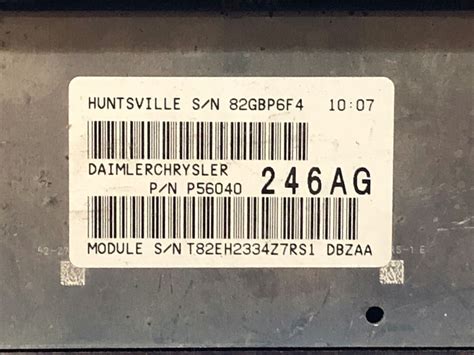 HUNTSVILLE S/N 82GBP6F4 10:07
DAIMLERCHRYSLER
P/N P56040 246AG
MODULE S/N T82EH2334Z7RS1 DBZAA